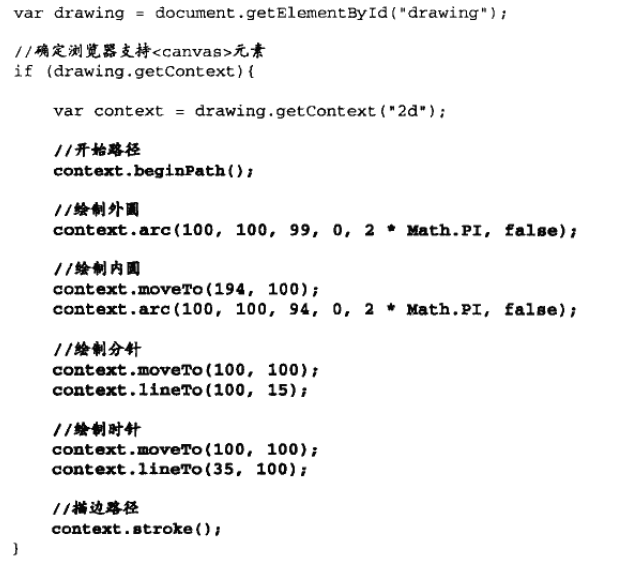 var drawing = document.getElementById("drawing");
//确定浏览器支持<canvas>元素
if (drawing.getContext){
var context = drawing.getContext("2d");
//开始路径
context.beginPath();
//绘制外圆
context.arc(100, 100, 99, 0, 2 * Math.PI, false);
//绘制内圆
context.moveTo(194, 100);
context.arc(100, 100, 94, 0, 2 * Math.PI, false);
//绘制分针
context.moveTo(100, 100);
context.lineTo(100, 15);
//绘制时针
context.moveTo(100, 100);
context.lineTo(35, 100);
//描边路径
context.stroke();
}